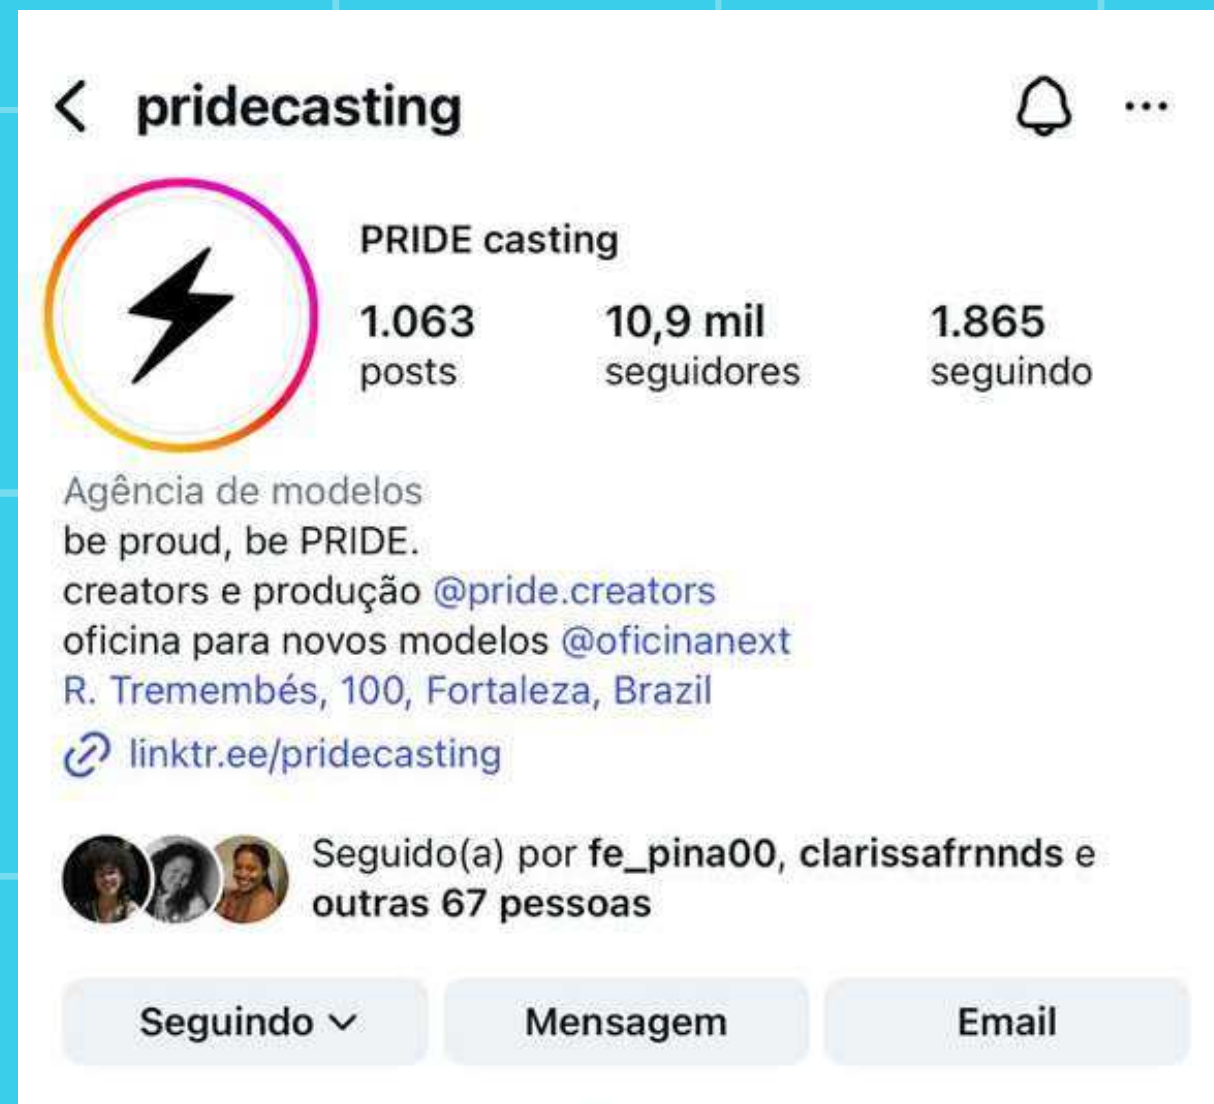 pridecasting
PRIDE casting
1.063
10,9 mil
1.865
posts
seguidores
seguindo
Agência de modelos
be proud, be PRIDE.
creators e produção @pride.creators
oficina para novos modelos @oficinanext
R. Tremembés, 100, Fortaleza, Brazil
linktr.ee/pridecasting
Seguido(a) por fe_pina00, clarissafrnnds e
outras 67 pessoas
Seguindo
Mensagem
Email